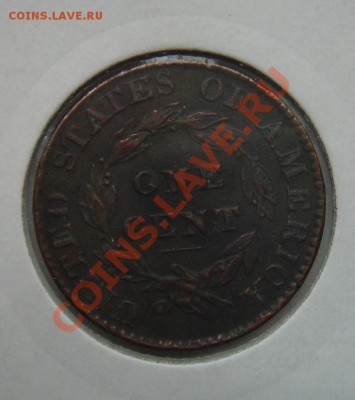 COINS.LAVE.RU
UNITED STATES OF AMERICA
ONE
CENT
COINS.LAVE.RU